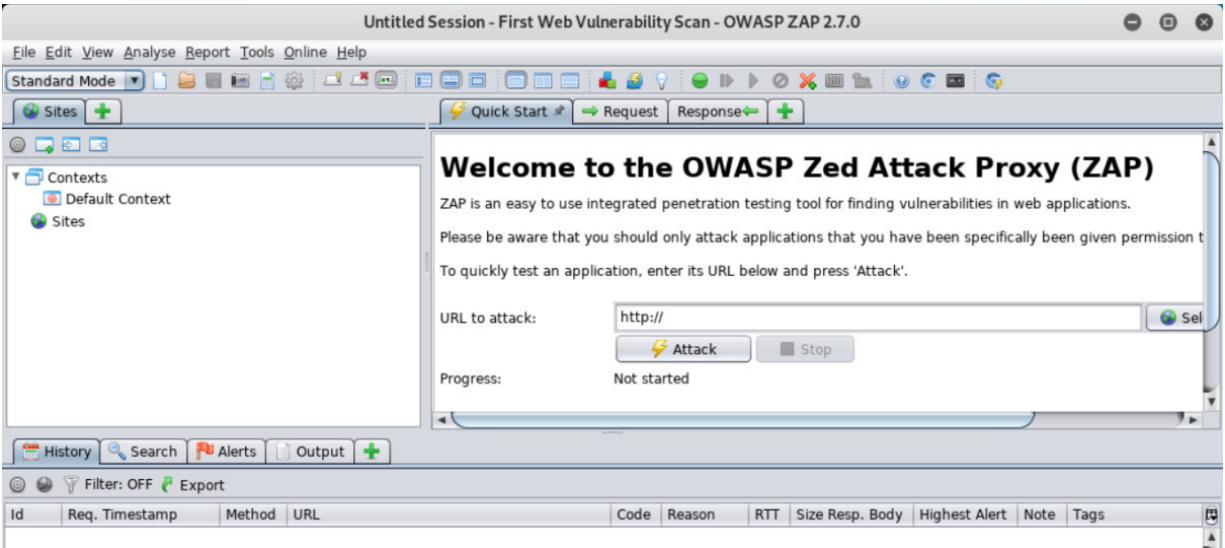 Untitled Session - First Web Vulnerability Scan - OWASP ZAP 2.7.0
File Edit View Analyse Report Tools Online Help
Standard Mode
Sites
Quick Start Request Response
Contexts
Default Context
Sites
Welcome to the OWASP Zed Attack Proxy (ZAP)
ZAP is an easy to use integrated penetration testing tool for finding vulnerabilities in web applications.
Please be aware that you should only attack applications that you have been specifically been given permission t
To quickly test an application, enter its URL below and press 'Attack'.
URL to attack: http:// Sel
Attack Stop
Progress: Not started
History Search Alerts Output
Filter: OFF Export
Id Req. Timestamp Method URL Code Reason RTT Size Resp. Body Highest Alert Note Tags